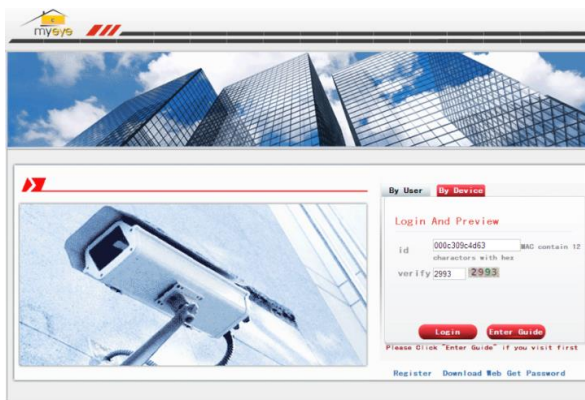 myeye
By User By Device
Login And Preview
id 000c309c4d63 MAC contain 12
charactors with hex
verify 2993 2993
Login Enter Guide
Please Click "Enter Guide" if you visit first
Register Download Web Get Password